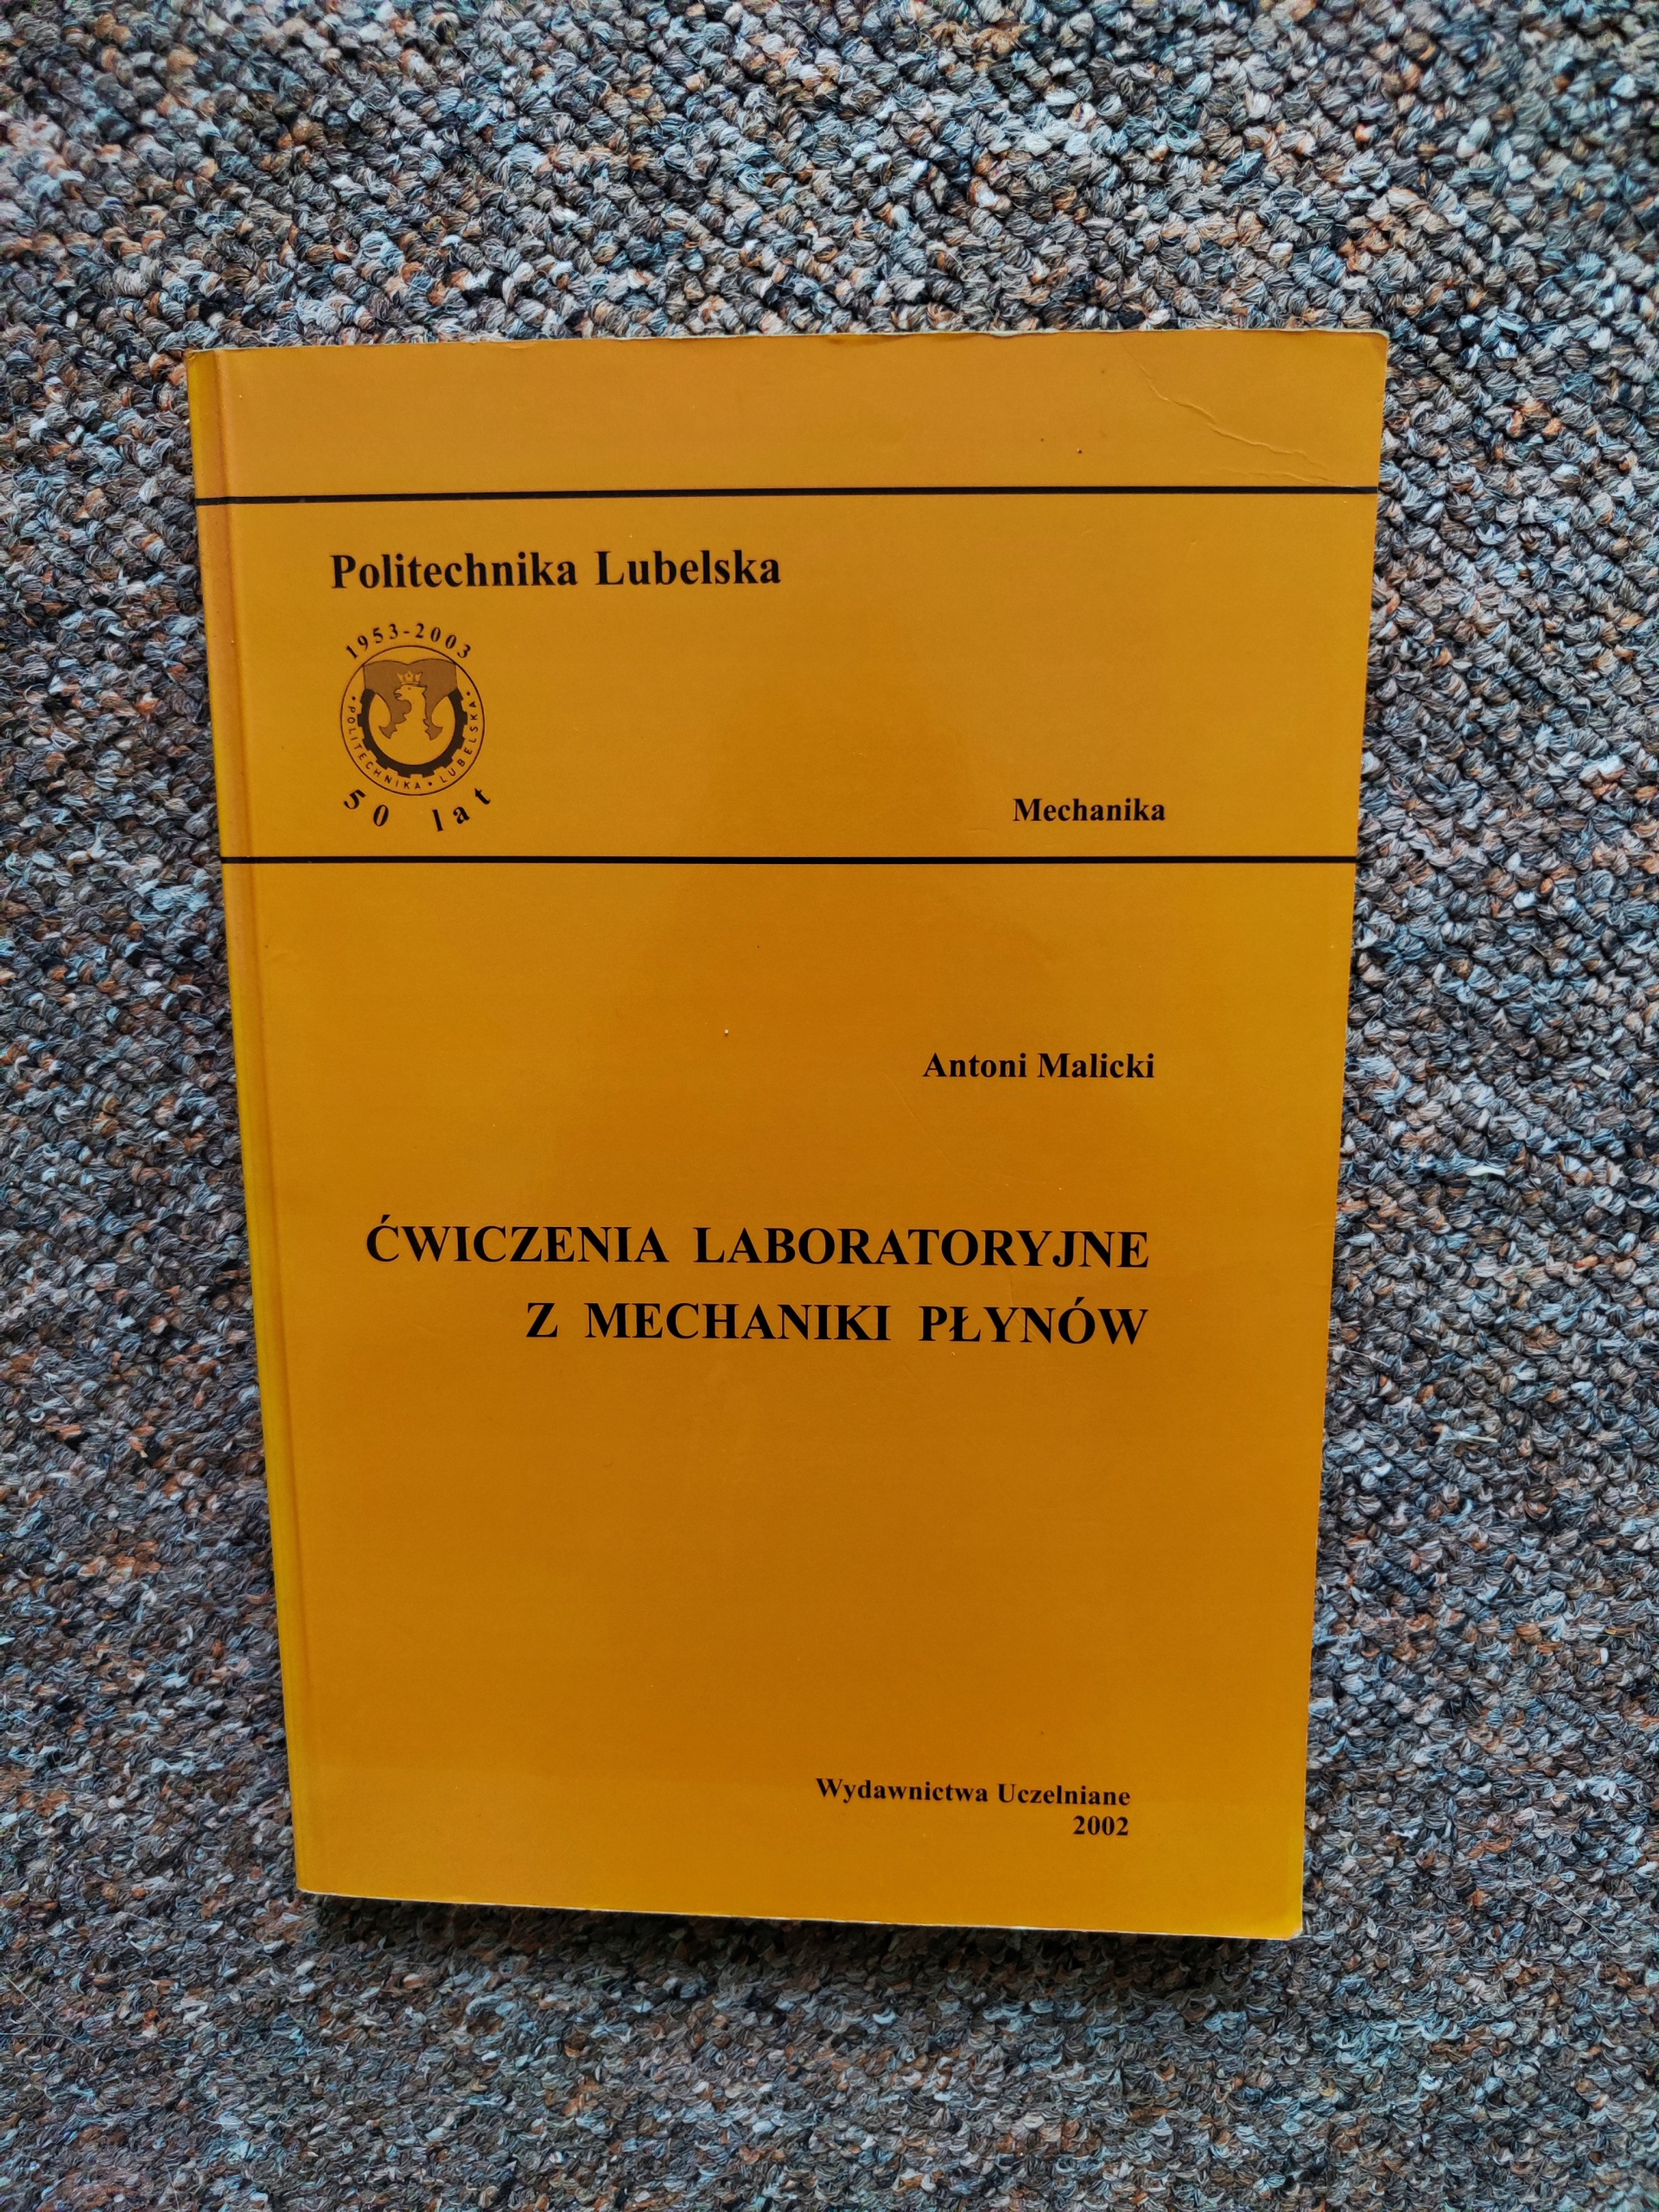 Politechnika Lubelska
1953-2003
• POLITECHNIKA • LUBELSKA •
50 lat
Mechanika
Antoni Malicki
ĆWICZENIA LABORATORYJNE
Z MECHANIKI PŁYNÓW
Wydawnictwa Uczelniane
2002